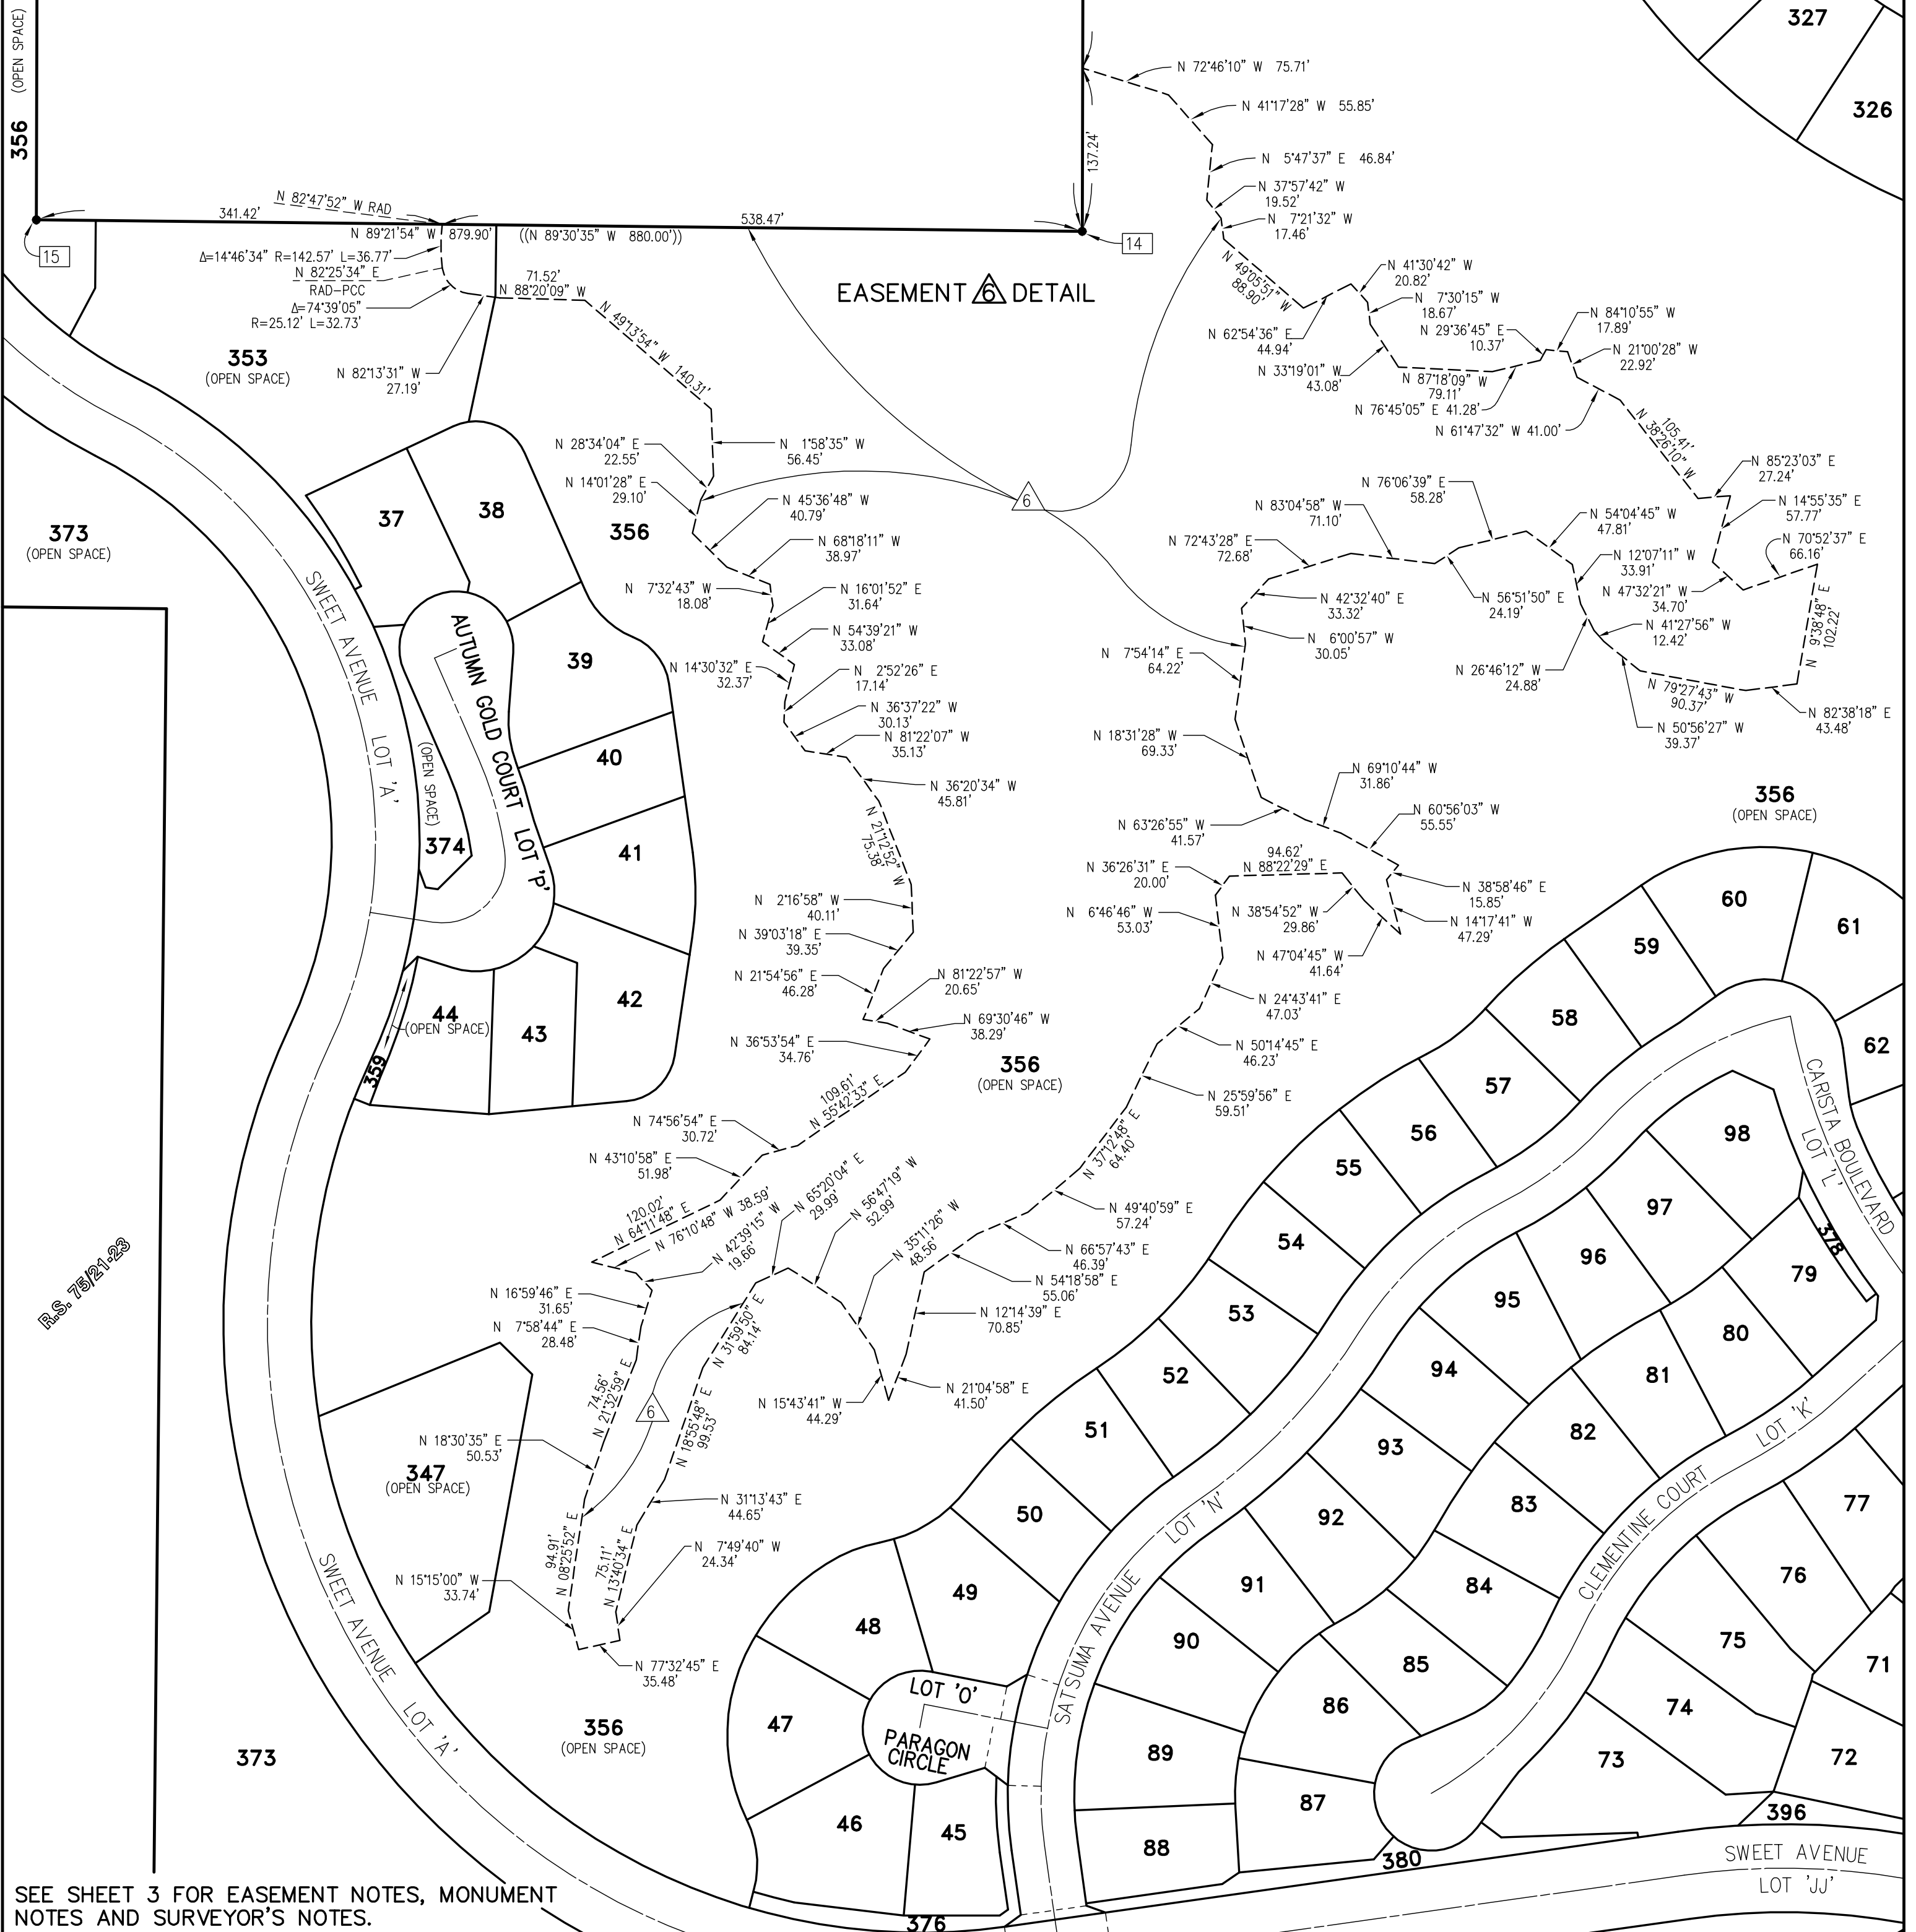 356 (OPEN SPACE)
327
326
N 72°46'10" W 75.71'
N 41°17'28" W 55.85'
137.24'
N 5°47'37" E 46.84'
N 37°57'42" W
19.52'
N 7°21'32" W
17.46'
N 82°47'52" W RAD
341.42'
538.47'
N 89°21'54" W 879.90' ((N 89°30'35" W 880.00'))
15
14
Δ=14°46'34" R=142.57' L=36.77'
N 82°25'34" E
RAD-PCC
Δ=74°39'05"
R=25.12' L=32.73'
71.52'
N 88°20'09" W
EASEMENT 6 DETAIL
N 49°05'51" W
88.90'
N 41°30'42" W
20.82'
N 7°30'15" W
18.67'
N 62°54'36" E
44.94'
N 29°36'45" E
10.37'
N 84°10'55" W
17.89'
N 21°00'28" W
22.92'
N 33°19'01" W
43.08'
N 87°18'09" W
79.11'
N 76°45'05" E 41.28'
N 61°47'32" W 41.00'
N 49°13'54" W 140.31'
353
(OPEN SPACE)
N 82°13'31" W
27.19'
105.41'
N 38°26'10" W
N 28°34'04" E
22.55'
N 1°58'35" W
56.45'
N 14°01'28" E
29.10'
N 45°36'48" W
40.79'
6
N 85°23'03" E
27.24'
N 14°55'35" E
57.77'
N 76°06'39" E
58.28'
N 83°04'58" W
71.10'
N 54°04'45" W
47.81'
N 70°52'37" E
66.16'
37
38
356
373
(OPEN SPACE)
N 68°18'11" W
38.97'
N 72°43'28" E
72.68'
N 12°07'11" W
33.91'
N 7°32'43" W
18.08'
N 16°01'52" E
31.64'
N 42°32'40" E
33.32'
N 56°51'50" E
24.19'
N 47°32'21" W
34.70'
N 41°27'56" W
12.42'
N 9°38'48" E
102.22'
SWEET AVENUE LOT 'A'
AUTUMN GOLD COURT LOT 'P'
39
N 54°39'21" W
33.08'
N 6°00'57" W
30.05'
N 7°54'14" E
64.22'
N 14°30'32" E
32.37'
N 2°52'26" E
17.14'
N 26°46'12" W
24.88'
N 79°27'43" W
90.37'
N 82°38'18" E
43.48'
N 50°56'27" W
39.37'
N 36°37'22" W
30.13'
N 81°22'07" W
35.13'
N 18°31'28" W
69.33'
40
(OPEN SPACE)
374
N 36°20'34" W
45.81'
N 69°10'44" W
31.86'
356
(OPEN SPACE)
N 21°12'52" W
75.38'
N 63°26'55" W
41.57'
N 60°56'03" W
55.55'
41
94.62'
N 88°22'29" E
N 36°26'31" E
20.00'
N 38°58'46" E
15.85'
N 2°16'58" W
40.11'
N 6°46'46" W
53.03'
N 38°54'52" W
29.86'
N 14°17'41" W
47.29'
N 39°03'18" E
39.35'
N 47°04'45" W
41.64'
60
61
59
N 21°54'56" E
46.28'
N 81°22'57" W
20.65'
N 24°43'41" E
47.03'
42
44
(OPEN SPACE)
43
359
N 69°30'46" W
38.29'
N 36°53'54" E
34.76'
N 50°14'45" E
46.23'
58
62
356
(OPEN SPACE)
N 25°59'56" E
59.51'
57
CARISTA BOULEVARD
LOT 'L'
109.61'
N 55°42'33" E
N 74°56'54" E
30.72'
N 37°12'48" E
64.40'
56
98
N 43°10'58" E
51.98'
55
120.02'
N 64°11'48" E
N 76°10'48" W 38.59'
N 42°39'15" W
19.66'
N 65°20'04" E
29.99'
N 56°47'19" W
52.99'
N 35°11'26" W
48.56'
N 49°40'59" E
57.24'
97
378
54
N 66°57'43" E
46.39'
96
79
R.S. 75/21-23
N 16°59'46" E
31.65'
N 54°18'58" E
55.06'
95
53
N 7°58'44" E
28.48'
N 31°59'50" E
84.14'
N 12°14'39" E
70.85'
80
94
52
81
74.56'
N 21°32'59" E
6
N 15°43'41" W
44.29'
N 21°04'58" E
41.50'
51
N 18°55'48" E
99.53'
N 18°30'35" E
50.53'
93
82
LOT 'K'
347
(OPEN SPACE)
N 31°13'43" E
44.65'
50
LOT 'N'
92
83
77
94.91'
N 08°25'52" E
75.11'
N 13°40'34" E
N 7°49'40" W
24.34'
CLEMENTINE COURT
N 15°15'00" W
33.74'
49
91
84
76
SWEET AVENUE LOT 'A'
48
SATSUMA AVENUE
90
85
75
71
N 77°32'45" E
35.48'
LOT 'O'
PARAGON
CIRCLE
47
86
74
356
(OPEN SPACE)
373
89
73
72
87
396
46
45
88
380
SWEET AVENUE
LOT 'JJ'
SEE SHEET 3 FOR EASEMENT NOTES, MONUMENT
NOTES AND SURVEYOR'S NOTES.
376